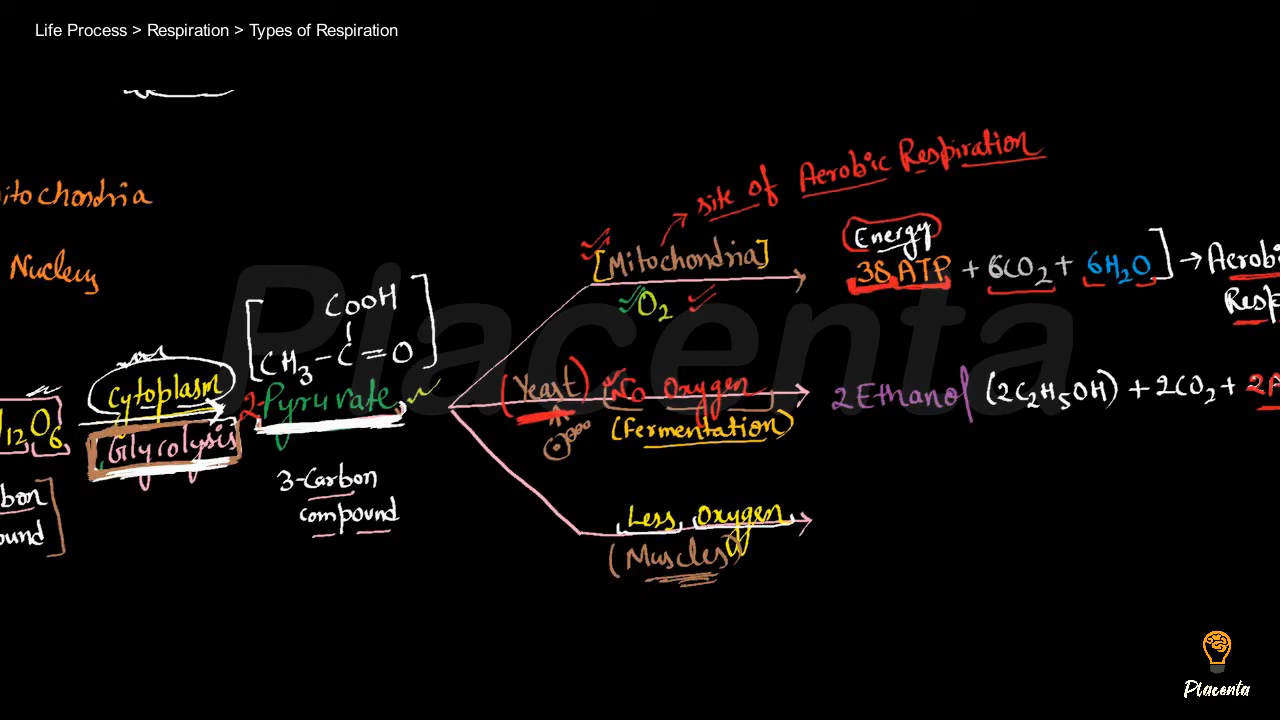 Life Process > Respiration > Types of Respiration
itochondria
Nucleus
site of Aerobic Respiration
[Mitochondria]
O2
Energy
38 ATP + 6CO2 + 6H2O] → Aerobi
Resp
[COOH
CH3 - C = O]
12O6
Cytoplasm
Glycolysis
2-Pyruvate
3-Carbon
compound
bon
ound
(Yeast) No Oxygen
(Fermentation)
2Ethanol (2C2H5OH) + 2CO2 + 2A
Less Oxygen
(Muscles)
Placenta
Placenta